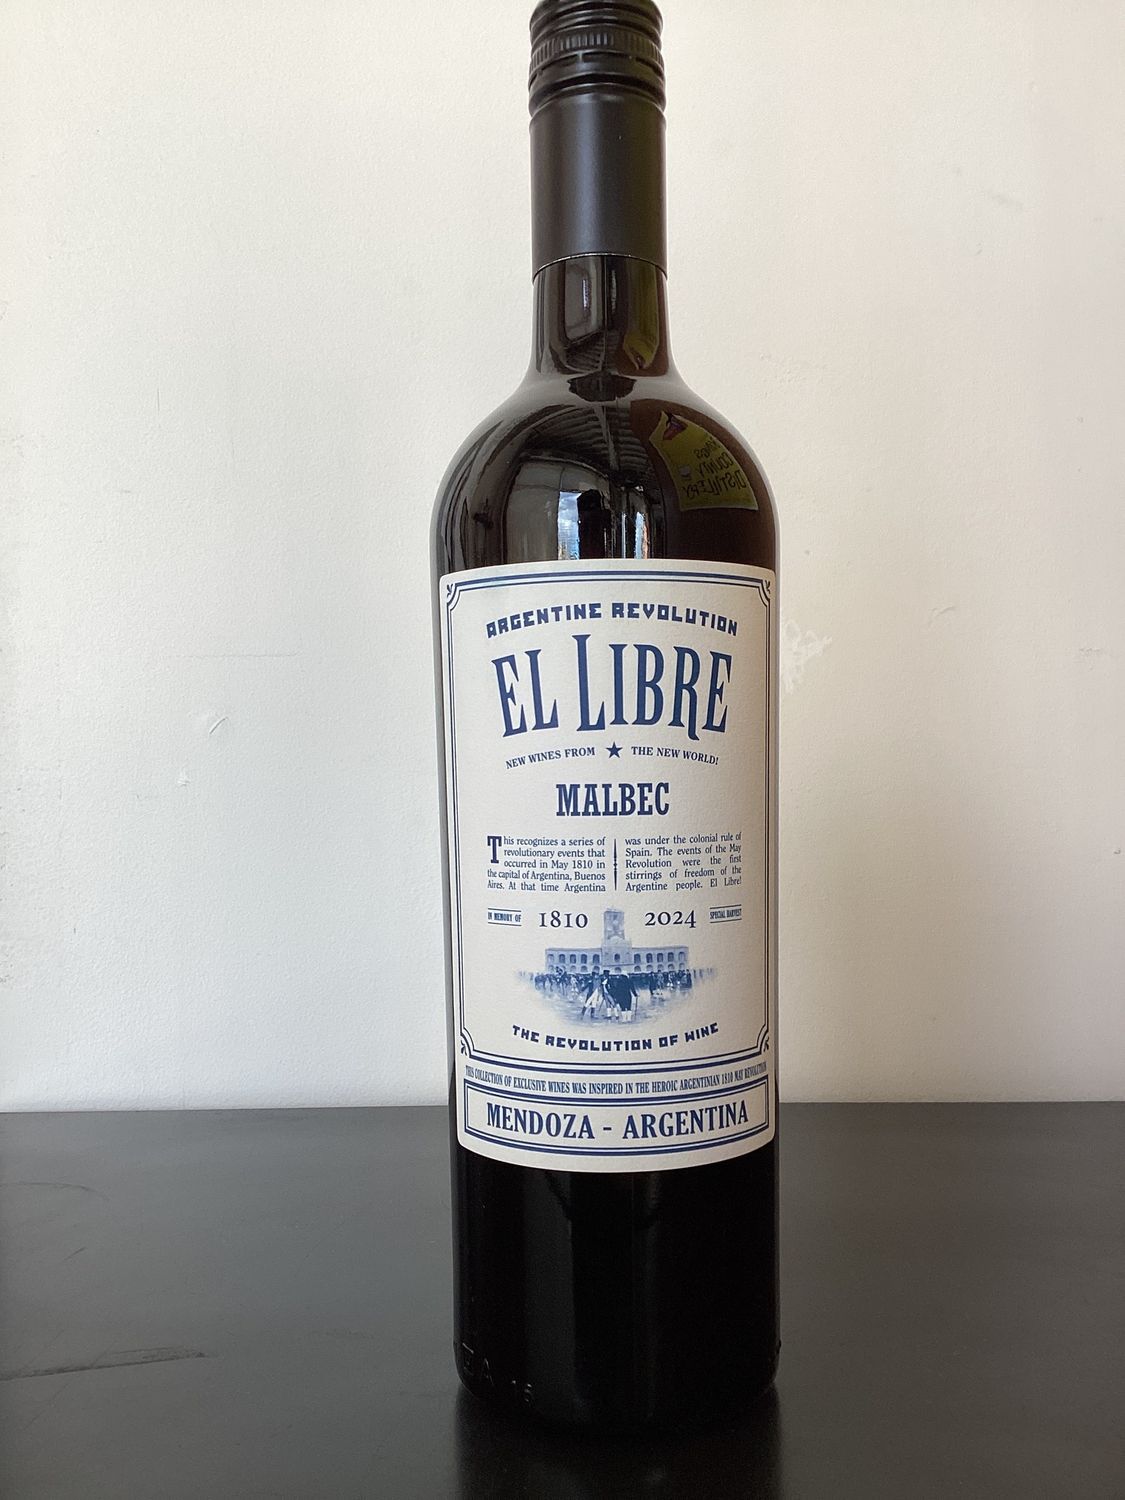 KINGS
COUNTY
DISTILLERY
ARGENTINE REVOLUTION
EL LIBRE
NEW WINES FROM ★ THE NEW WORLD!
MALBEC
This recognizes a series of
revolutionary events that
occurred in May 1810 in
the capital of Argentina, Buenos
Aires. At that time Argentina
was under the colonial rule of
Spain. The events of the May
Revolution were the first
stirrings of freedom of the
Argentine people. El Libre!
IN MEMORY OF 1810 2024 SPECIAL HARVEST
THE REVOLUTION OF WINE
THIS COLLECTION OF EXCLUSIVE WINES WAS INSPIRED IN THE HEROIC ARGENTINIAN 1810 MAY REVOLUTION
MENDOZA - ARGENTINA